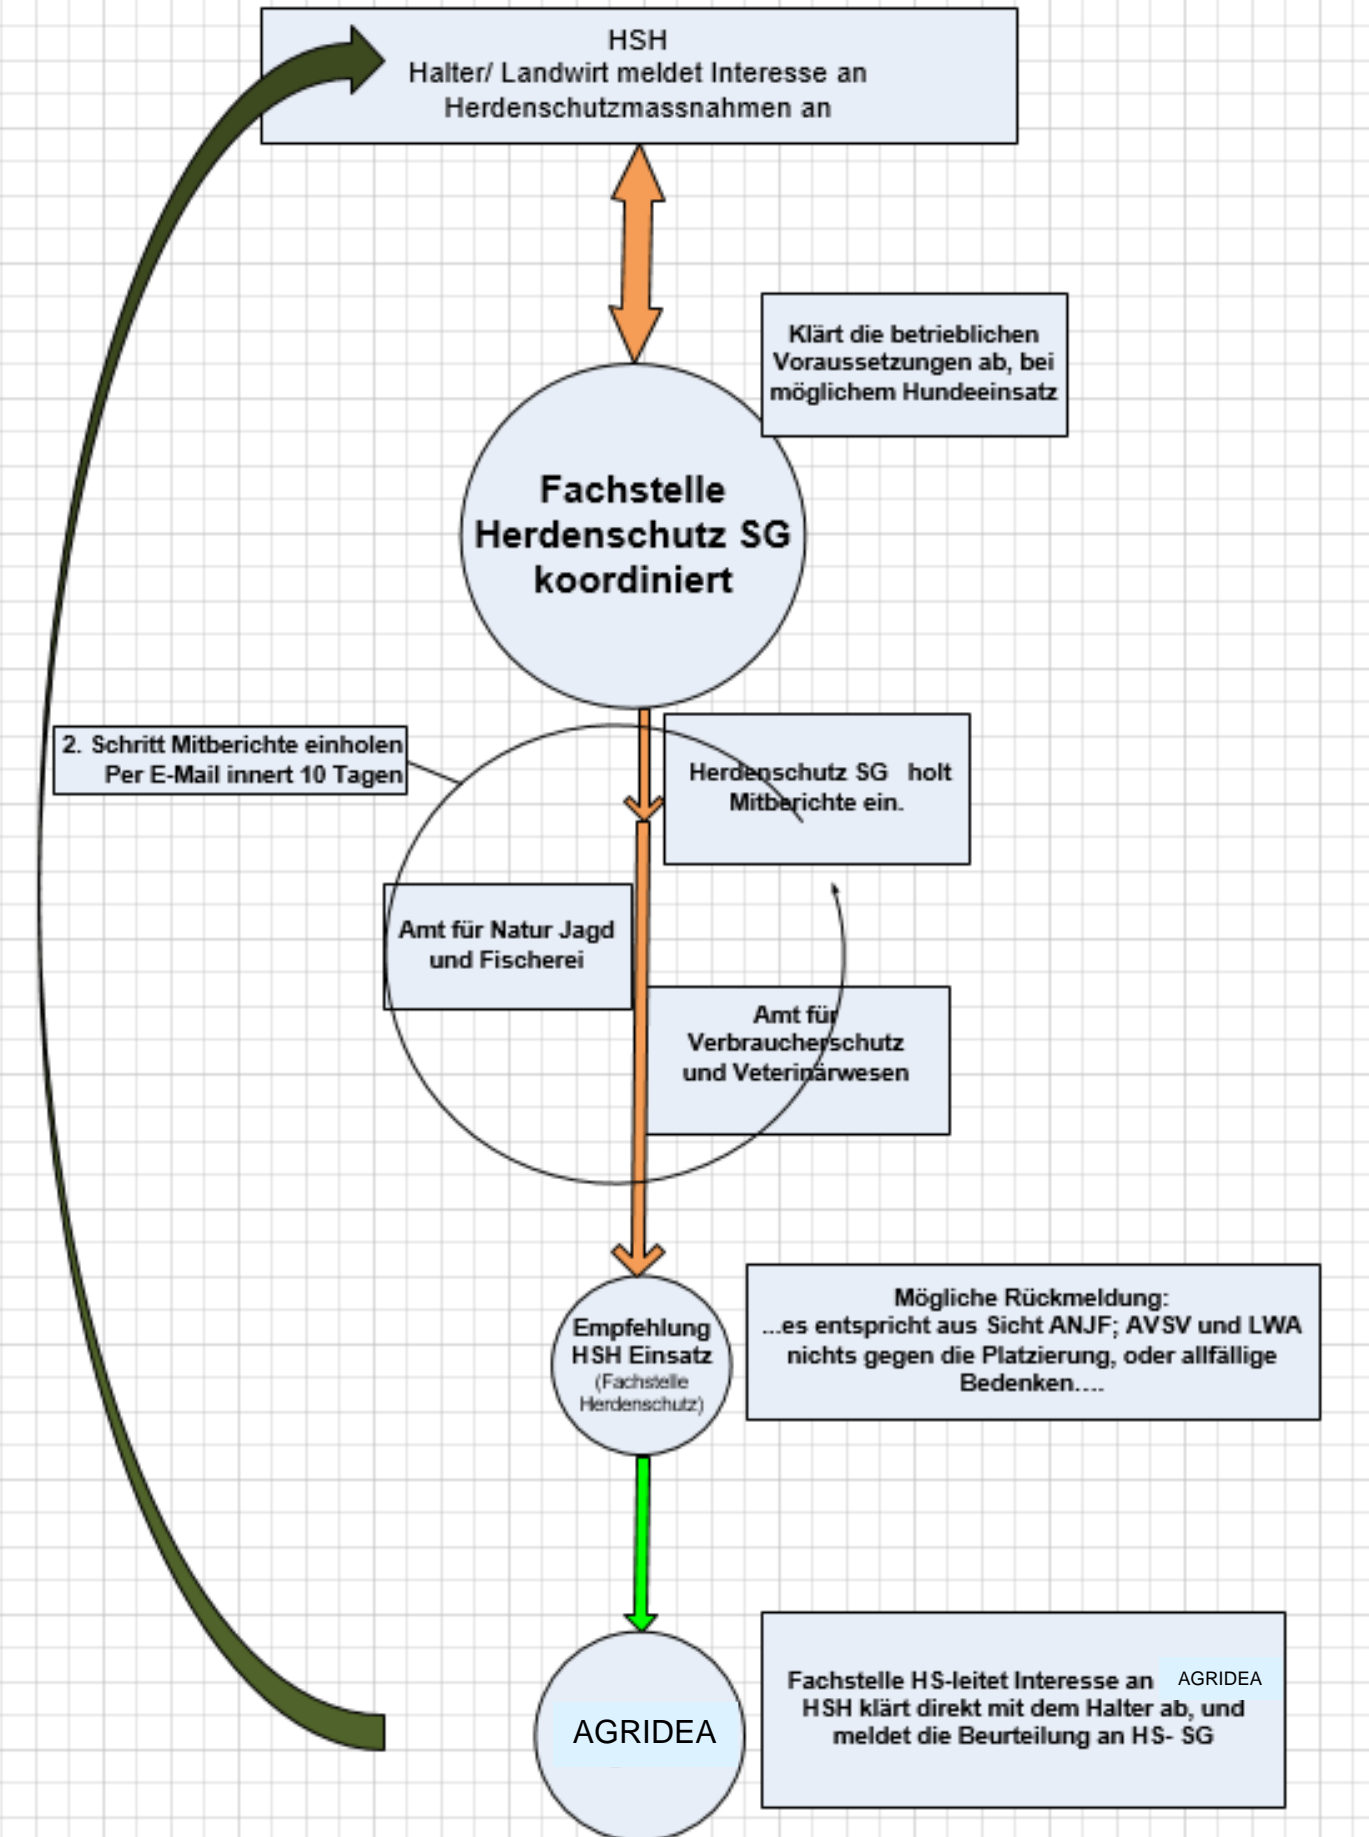 HSH
Halter/ Landwirt meldet Interesse an
Herdenschutzmassnahmen an
Klärt die betrieblichen
Voraussetzungen ab, bei
möglichem Hundeeinsatz
Fachstelle
Herdenschutz SG
koordiniert
2. Schritt Mitberichte einholen
Per E-Mail innert 10 Tagen
Herdenschutz SG holt
Mitberichte ein.
Amt für Natur Jagd
und Fischerei
Amt für
Verbraucherschutz
und Veterinärwesen
Empfehlung
HSH Einsatz
(Fachstelle
Herdenschutz)
Mögliche Rückmeldung:
...es entspricht aus Sicht ANJF; AVSV und LWA
nichts gegen die Platzierung, oder allfällige
Bedenken....
AGRIDEA
Fachstelle HS-leitet Interesse an AGRIDEA
HSH klärt direkt mit dem Halter ab, und
meldet die Beurteilung an HS- SG